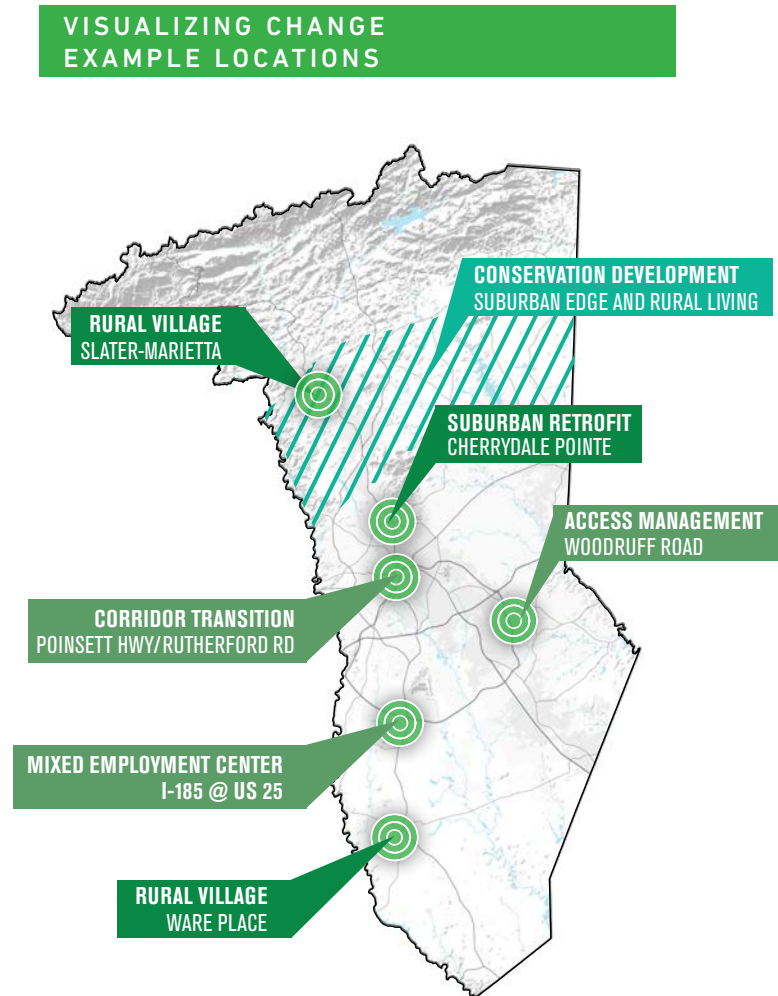 VISUALIZING CHANGE
EXAMPLE LOCATIONS
CONSERVATION DEVELOPMENT
SUBURBAN EDGE AND RURAL LIVING
RURAL VILLAGE
SLATER-MARIETTA
SUBURBAN RETROFIT
CHERRYDALE POINTE
ACCESS MANAGEMENT
WOODRUFF ROAD
CORRIDOR TRANSITION
POINSETT HWY/RUTHERFORD RD
MIXED EMPLOYMENT CENTER
I-185 @ US 25
RURAL VILLAGE
WARE PLACE